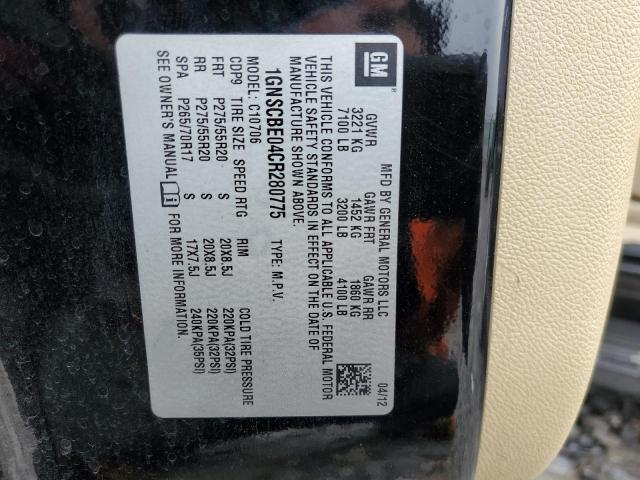 GM®
MFD BY GENERAL MOTORS LLC
04/12
GVWR GAWR FRT GAWR RR
3221 KG 1452 KG 1860 KG
7100 LB 3200 LB 4100 LB
THIS VEHICLE CONFORMS TO ALL APPLICABLE U.S. FEDERAL MOTOR
VEHICLE SAFETY STANDARDS IN EFFECT ON THE DATE OF
MANUFACTURE SHOWN ABOVE.
1GNSCBE04CR280775 TYPE: M.P.V.
MODEL: C10706
CDP9 TIRE SIZE SPEED RTG RIM COLD TIRE PRESSURE
FRT P275/55R20 S 20X8.5J 220KPA(32PSI)
RR P275/55R20 S 20X8.5J 220KPA(32PSI)
SPA P265/70R17 S 17X7.5J 240KPA(35PSI)
SEE OWNER'S MANUAL FOR MORE INFORMATION.